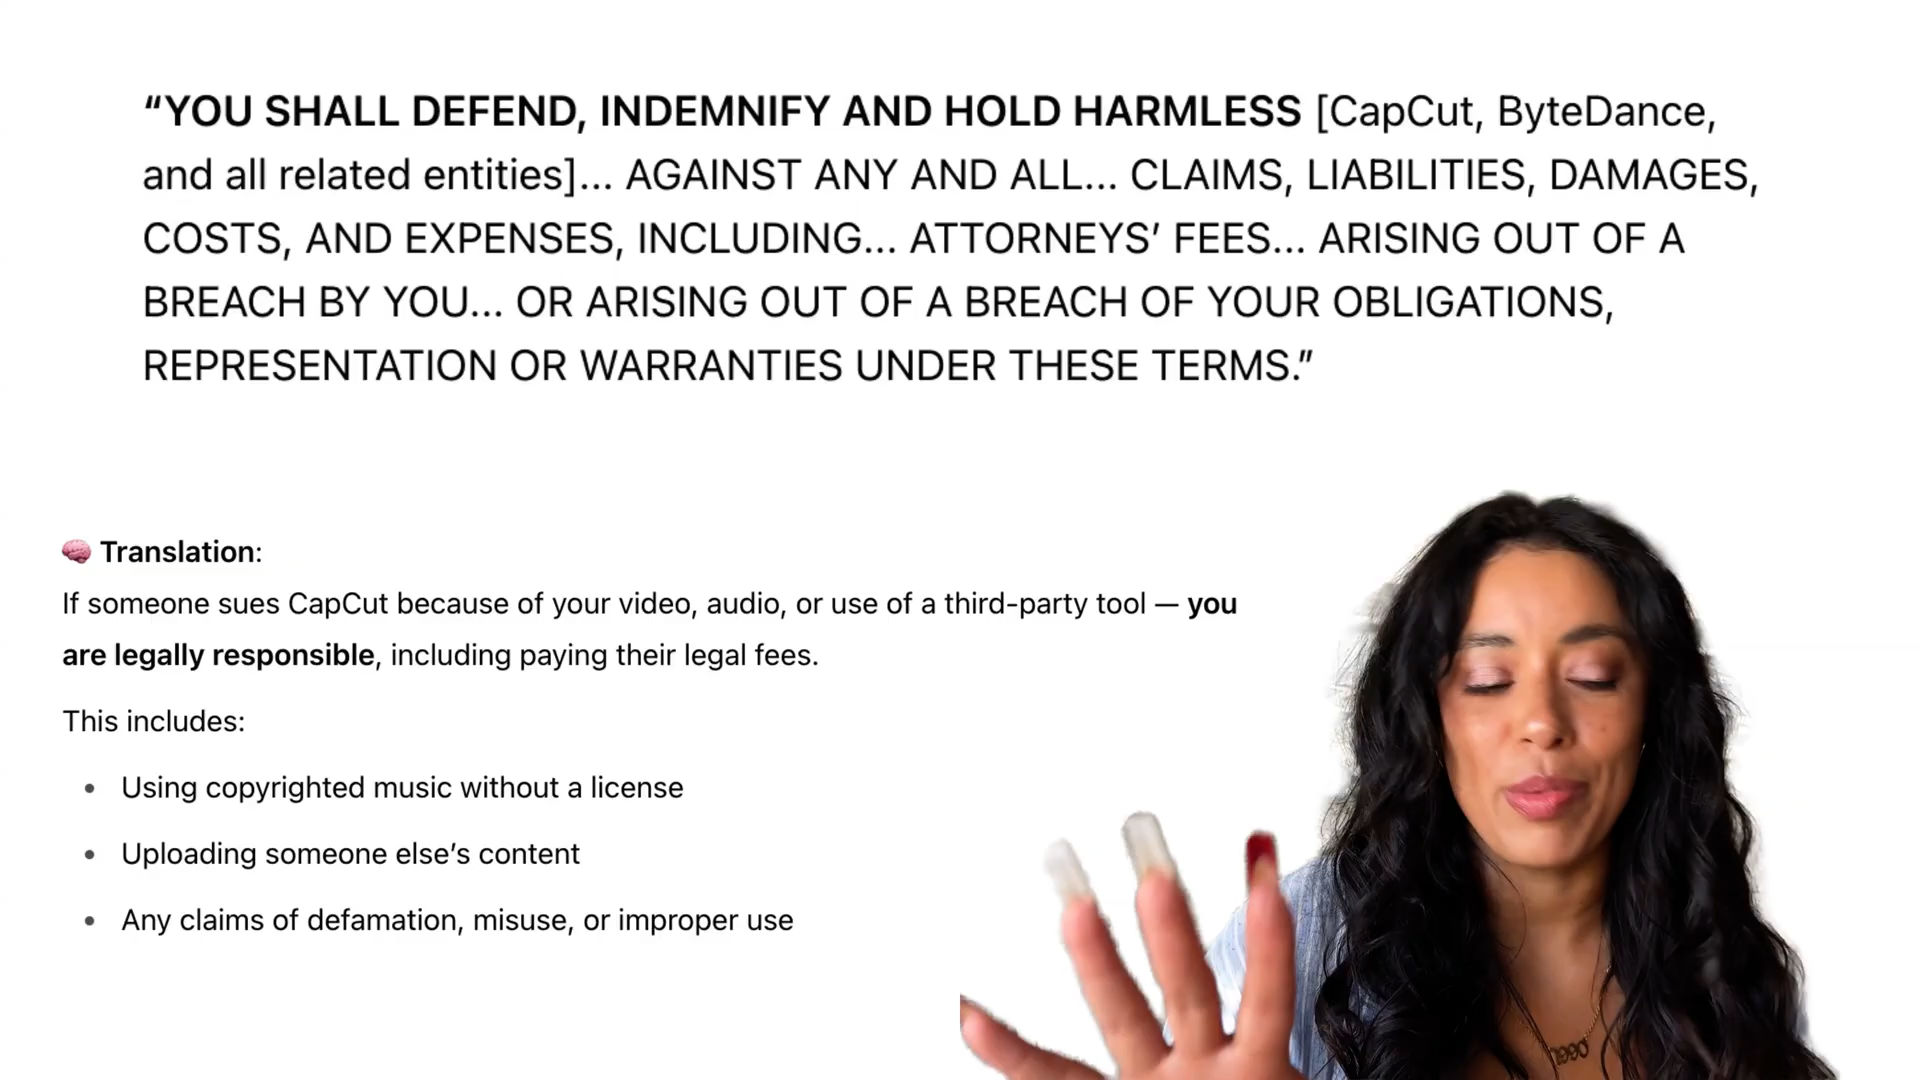 “YOU SHALL DEFEND, INDEMNIFY AND HOLD HARMLESS [CapCut, ByteDance,
and all related entities]... AGAINST ANY AND ALL... CLAIMS, LIABILITIES, DAMAGES,
COSTS, AND EXPENSES, INCLUDING... ATTORNEYS’ FEES... ARISING OUT OF A
BREACH BY YOU... OR ARISING OUT OF A BREACH OF YOUR OBLIGATIONS,
REPRESENTATION OR WARRANTIES UNDER THESE TERMS.”
Translation:
If someone sues CapCut because of your video, audio, or use of a third-party tool — you
are legally responsible, including paying their legal fees.
This includes:
• Using copyrighted music without a license
• Uploading someone else’s content
• Any claims of defamation, misuse, or improper use